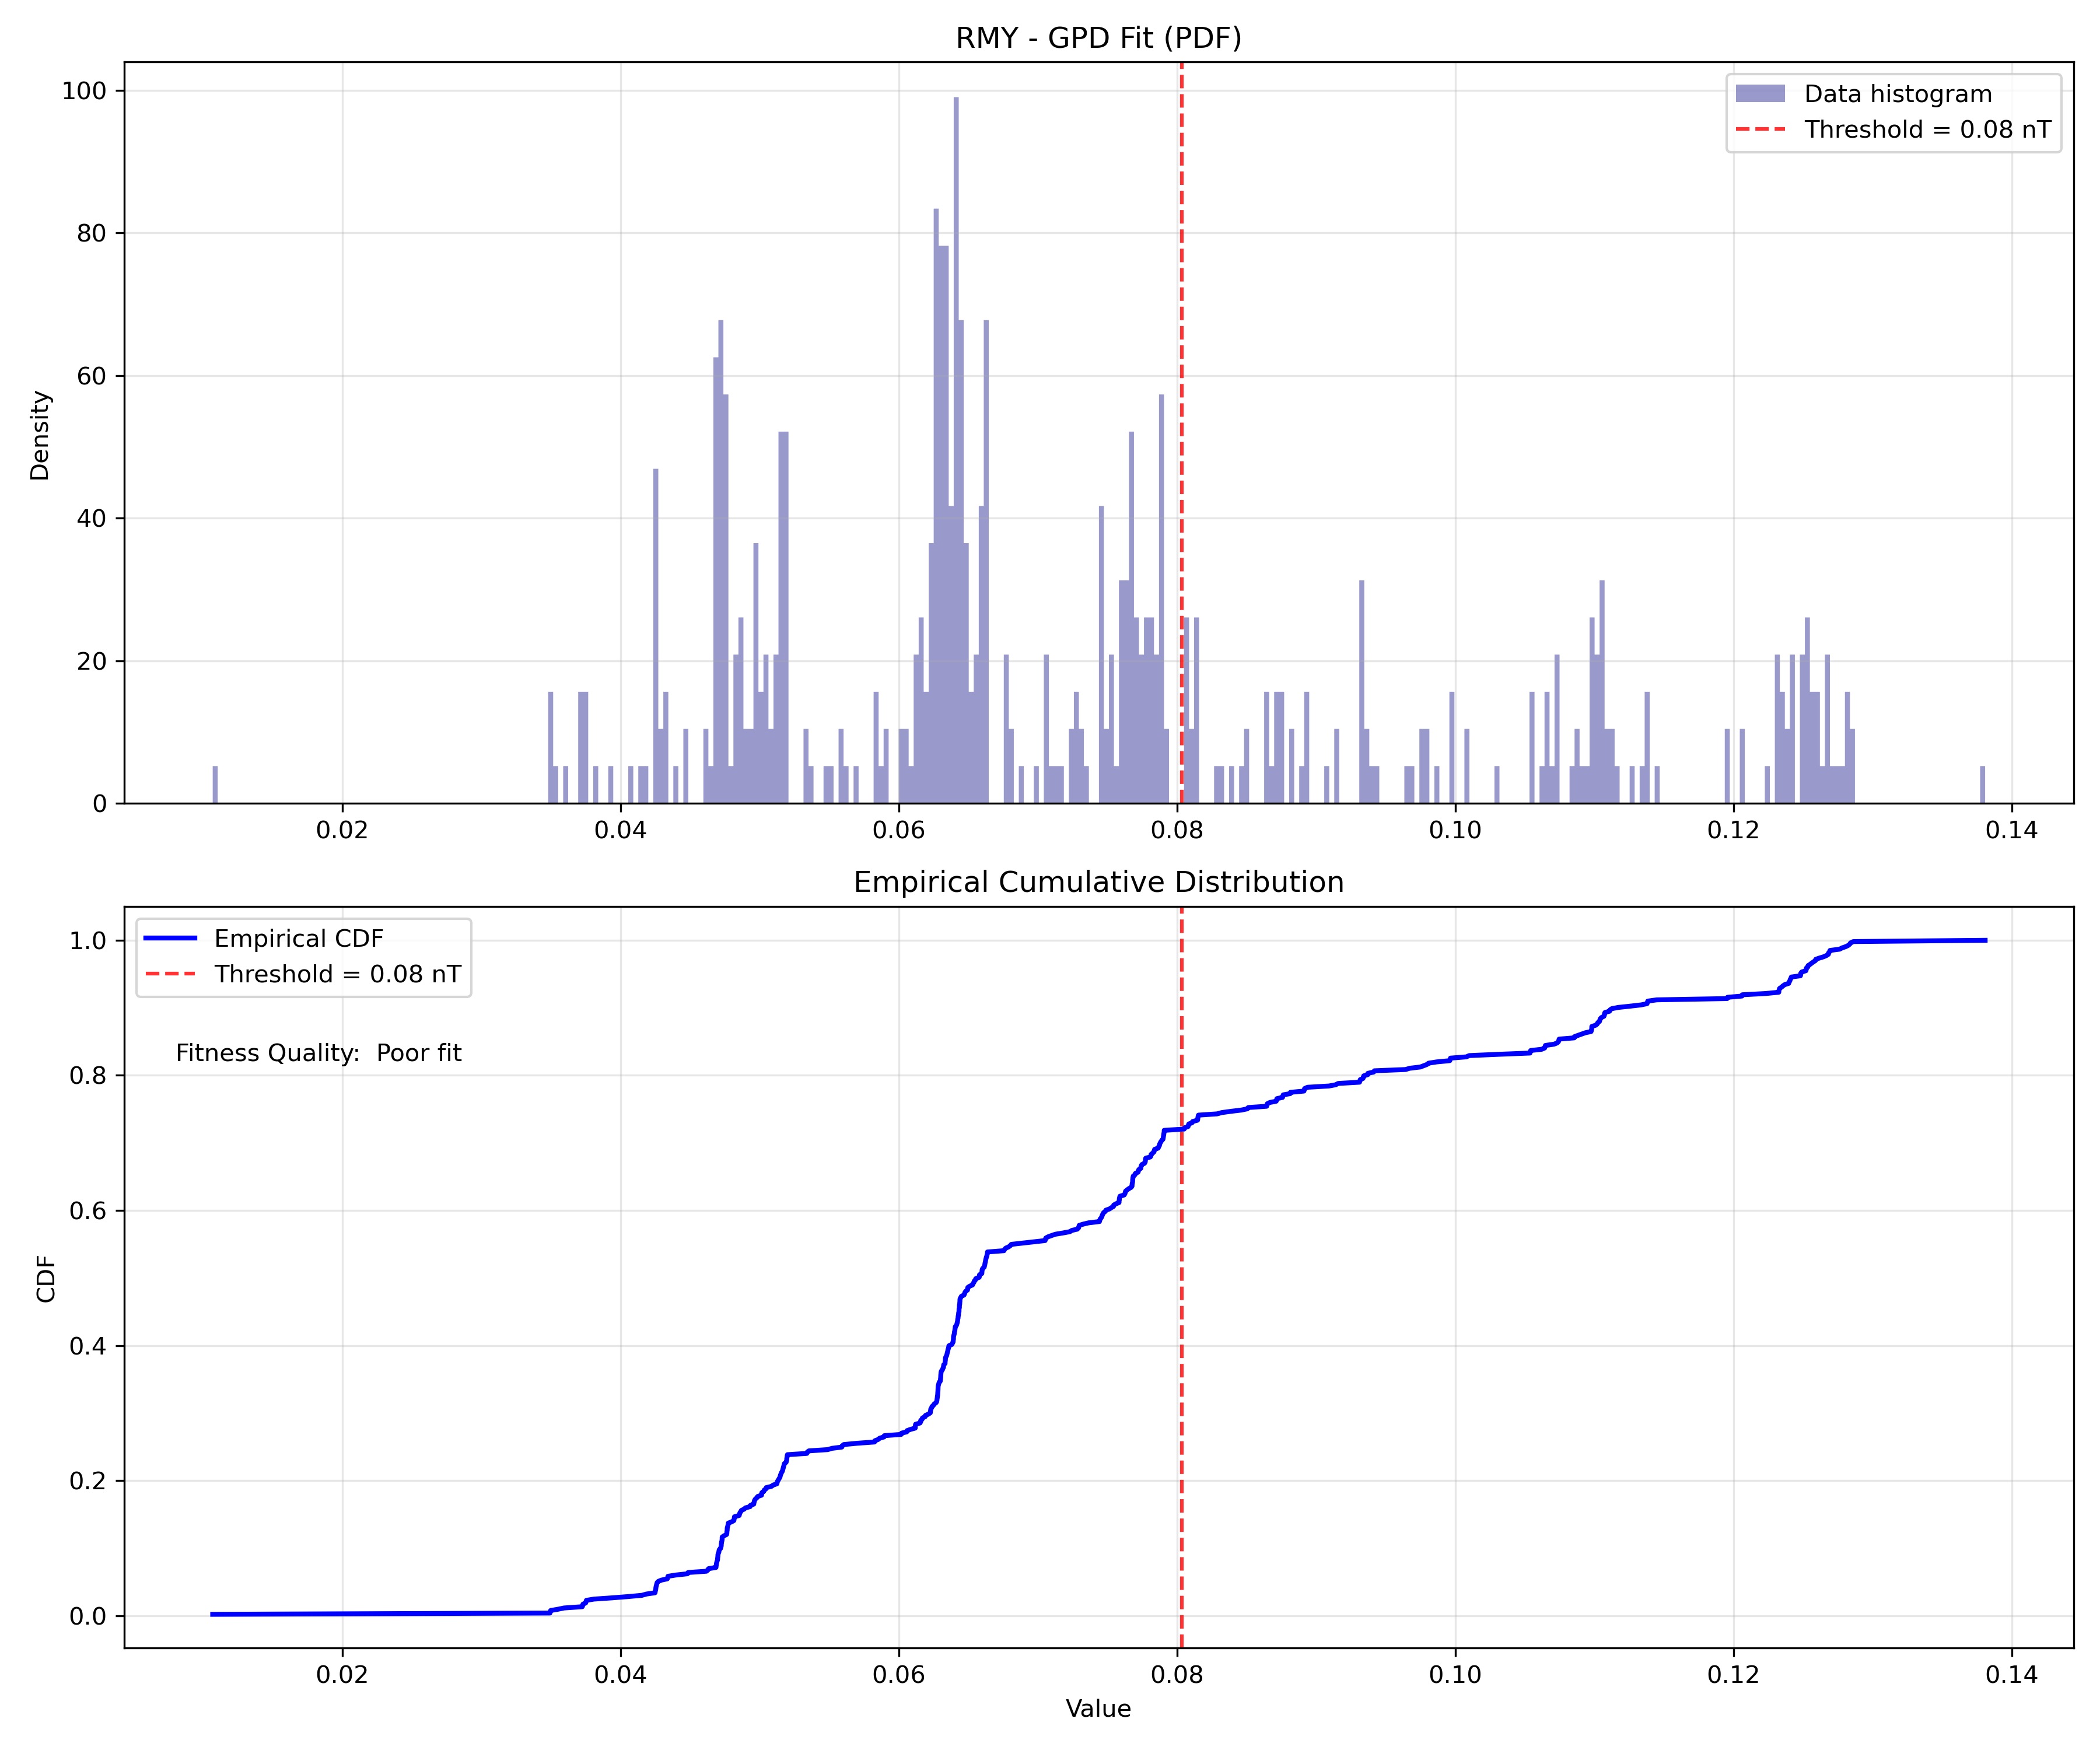 RMY - GPD Fit (PDF)
Data histogram
Threshold = 0.08 nT
Density
100
80
60
40
20
0
0.02 0.04 0.06 0.08 0.10 0.12 0.14
Empirical Cumulative Distribution
Empirical CDF
Threshold = 0.08 nT
Fitness Quality:  Poor fit
CDF
1.0
0.8
0.6
0.4
0.2
0.0
0.02 0.04 0.06 0.08 0.10 0.12 0.14
Value